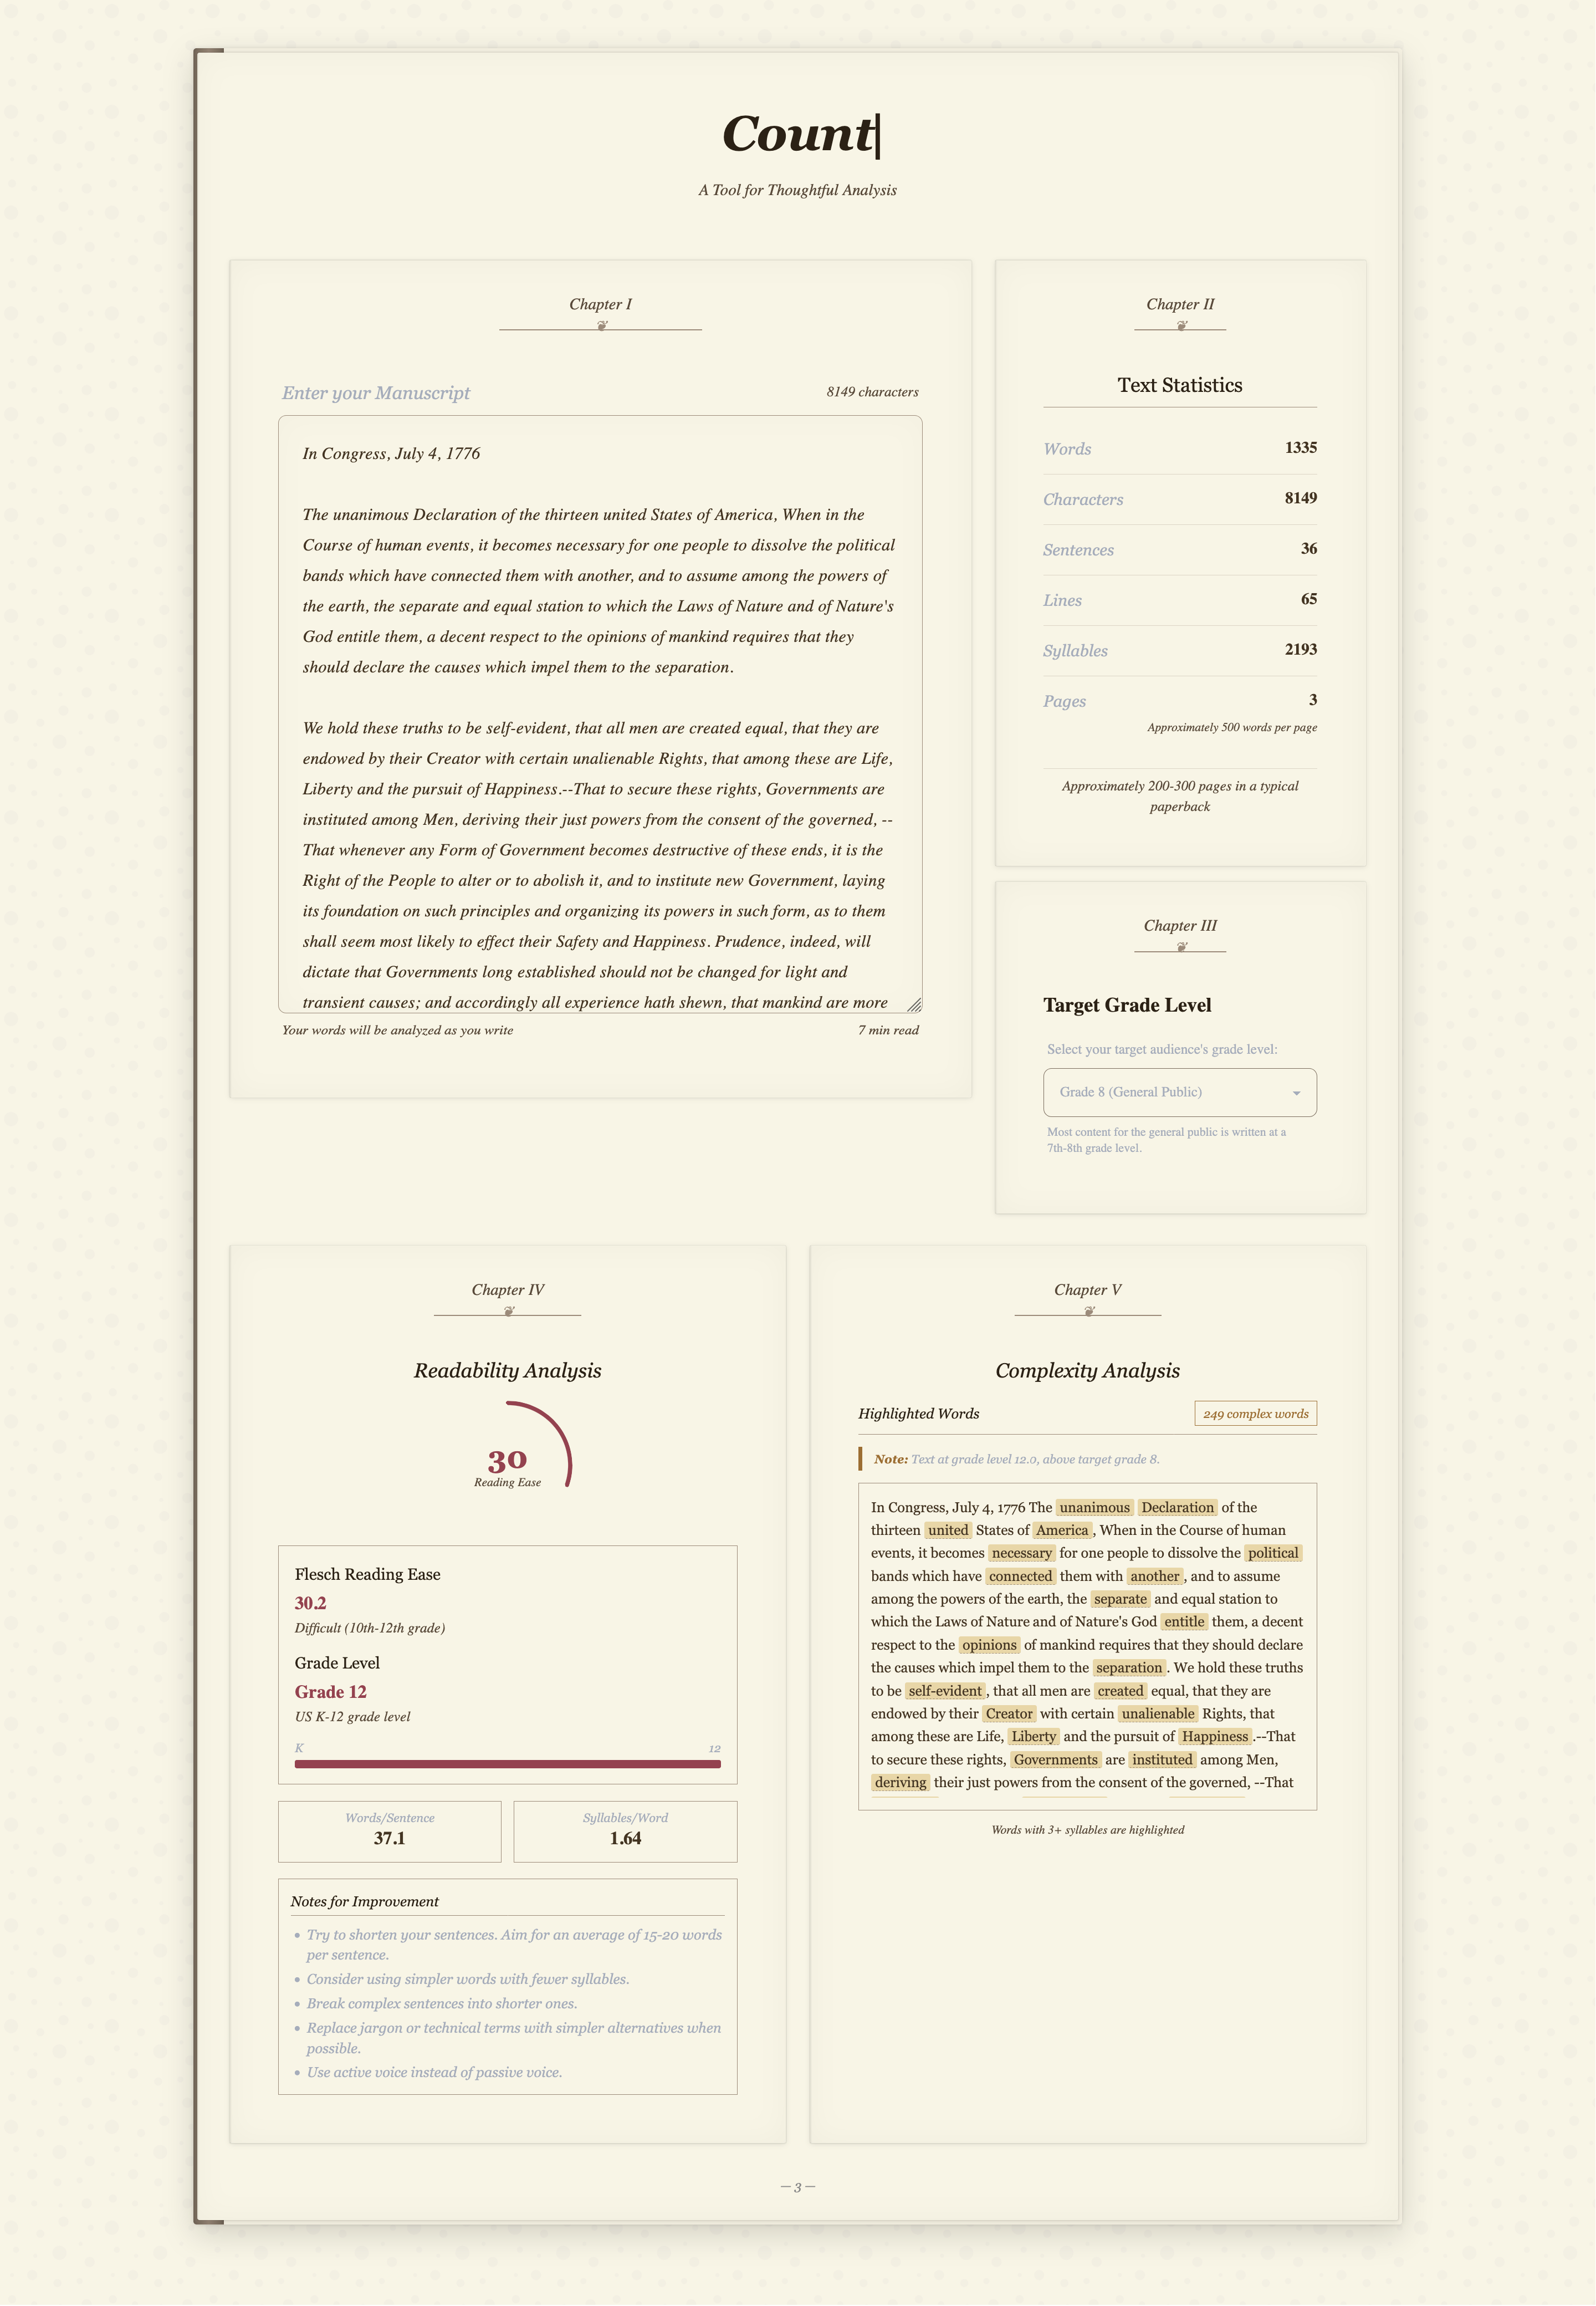 Count
A Tool for Thoughtful Analysis
Chapter I
Enter your Manuscript
8149 characters
In Congress, July 4, 1776
The unanimous Declaration of the thirteen united States of America, When in the
Course of human events, it becomes necessary for one people to dissolve the political
bands which have connected them with another, and to assume among the powers of
the earth, the separate and equal station to which the Laws of Nature and of Nature's
God entitle them, a decent respect to the opinions of mankind requires that they
should declare the causes which impel them to the separation.
We hold these truths to be self-evident, that all men are created equal, that they are
endowed by their Creator with certain unalienable Rights, that among these are Life,
Liberty and the pursuit of Happiness.--That to secure these rights, Governments are
instituted among Men, deriving their just powers from the consent of the governed, --
That whenever any Form of Government becomes destructive of these ends, it is the
Right of the People to alter or to abolish it, and to institute new Government, laying
its foundation on such principles and organizing its powers in such form, as to them
shall seem most likely to effect their Safety and Happiness. Prudence, indeed, will
dictate that Governments long established should not be changed for light and
transient causes; and accordingly all experience hath shewn, that mankind are more
Your words will be analyzed as you write
7 min read
Chapter II
Text Statistics
Words 1335
Characters 8149
Sentences 36
Lines 65
Syllables 2193
Pages 3
Approximately 500 words per page
Approximately 200-300 pages in a typical
paperback
Chapter III
Target Grade Level
Select your target audience's grade level:
Grade 8 (General Public)
Most content for the general public is written at a
7th-8th grade level.
Chapter IV
Readability Analysis
30
Reading Ease
Flesch Reading Ease
30.2
Difficult (10th-12th grade)
Grade Level
Grade 12
US K-12 grade level
K 12
Words/Sentence
37.1
Syllables/Word
1.64
Notes for Improvement
• Try to shorten your sentences. Aim for an average of 15-20 words
per sentence.
• Consider using simpler words with fewer syllables.
• Break complex sentences into shorter ones.
• Replace jargon or technical terms with simpler alternatives when
possible.
• Use active voice instead of passive voice.
Chapter V
Complexity Analysis
Highlighted Words
249 complex words
Note: Text at grade level 12.0, above target grade 8.
In Congress, July 4, 1776 The unanimous Declaration of the
thirteen united States of America, When in the Course of human
events, it becomes necessary for one people to dissolve the political
bands which have connected them with another, and to assume
among the powers of the earth, the separate and equal station to
which the Laws of Nature and of Nature's God entitle them, a decent
respect to the opinions of mankind requires that they should declare
the causes which impel them to the separation. We hold these truths
to be self-evident, that all men are created equal, that they are
endowed by their Creator with certain unalienable Rights, that
among these are Life, Liberty and the pursuit of Happiness.--That
to secure these rights, Governments are instituted among Men,
deriving their just powers from the consent of the governed, --That
Words with 3+ syllables are highlighted
— 3 —